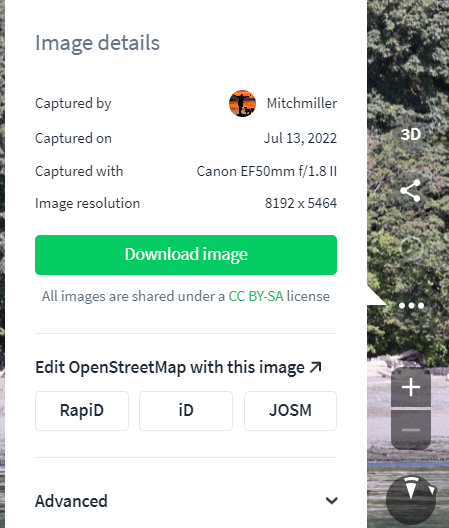 Image details
Captured by Mitchmiller
Captured on Jul 13, 2022
Captured with Canon EF50mm f/1.8 II
Image resolution 8192 x 5464
Download image
All images are shared under a CC BY-SA license
Edit OpenStreetMap with this image
RapiD iD JOSM
Advanced
3D